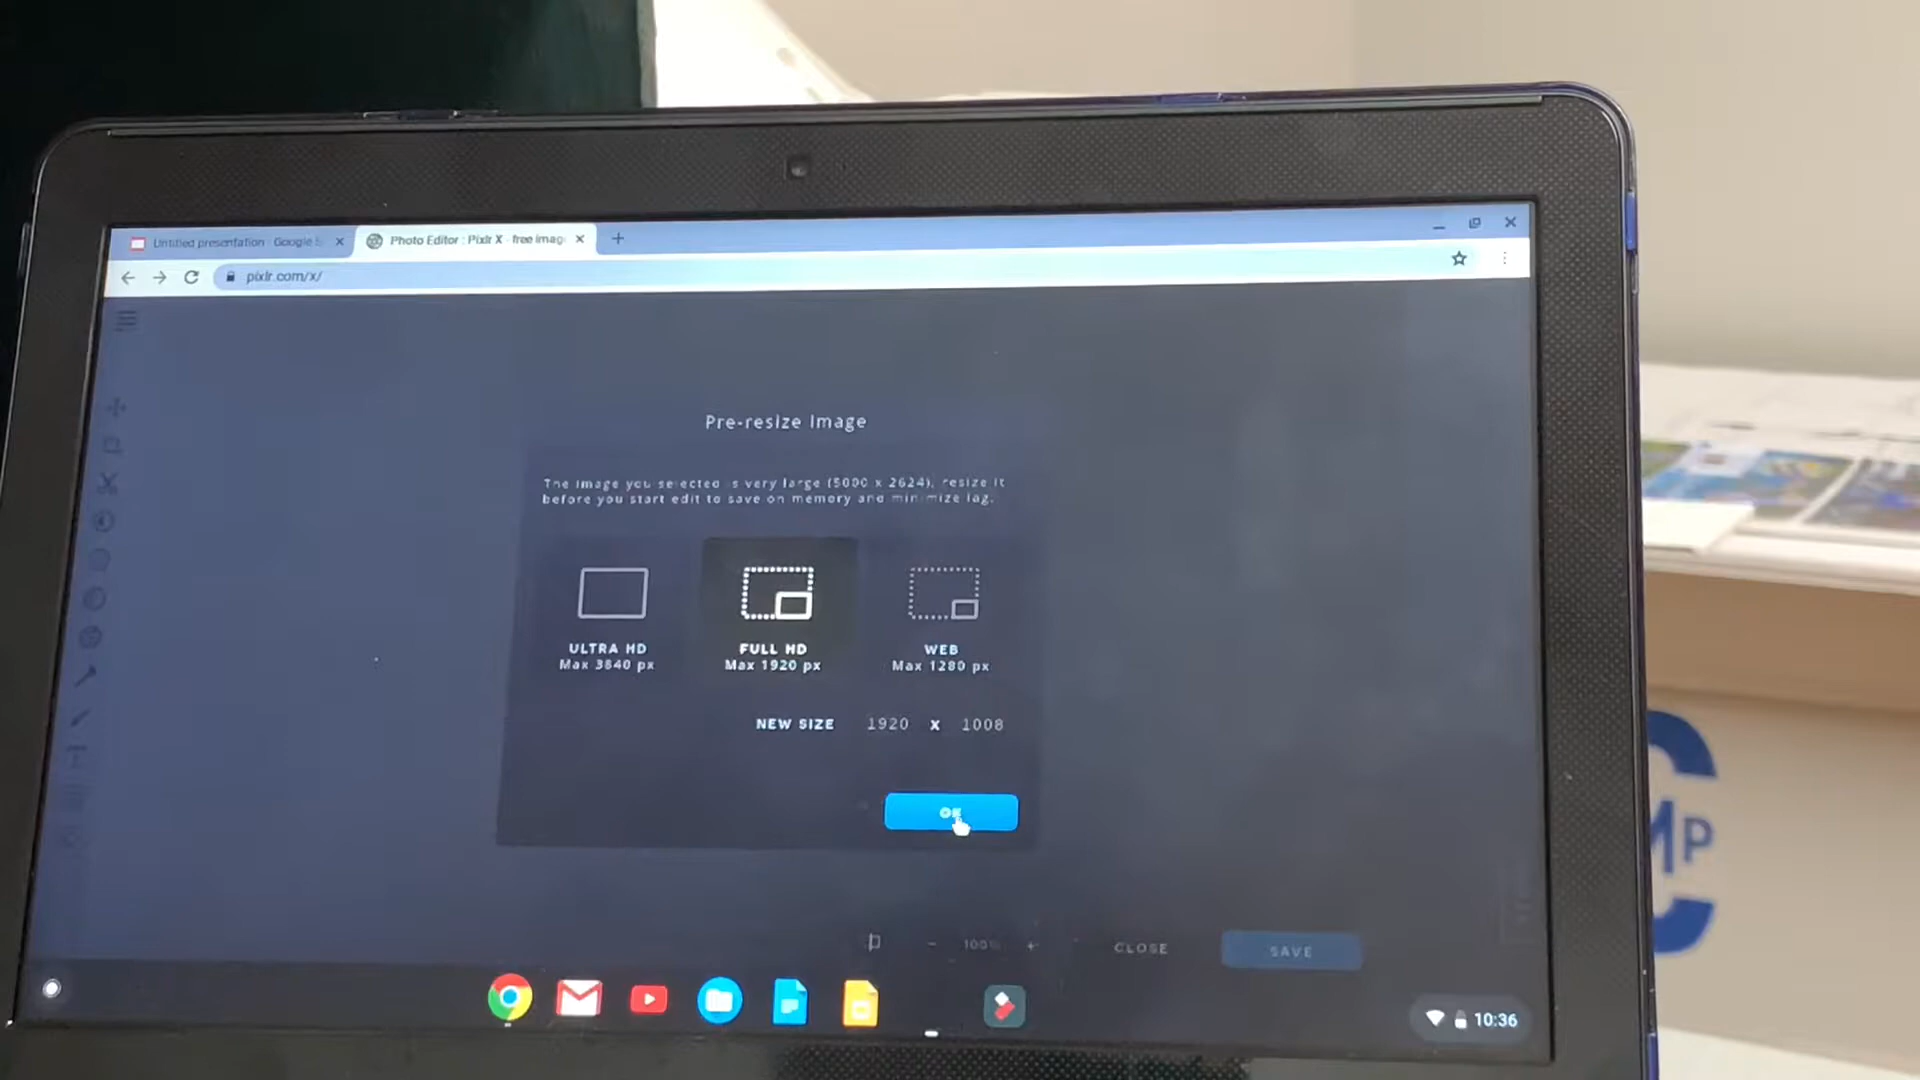 Untitled presentation - Google S
Photo Editor : Pixlr X - free imag
pixlr.com/x/
Pre-resize Image
The image you selected is very large (5000 x 2624), resize it
before you start edit to save on memory and minimize lag.
ULTRA HD
Max 3840 px
FULL HD
Max 1920 px
WEB
Max 1280 px
NEW SIZE 1920 x 1008
OK
100%
CLOSE
SAVE
10:36
C
MP